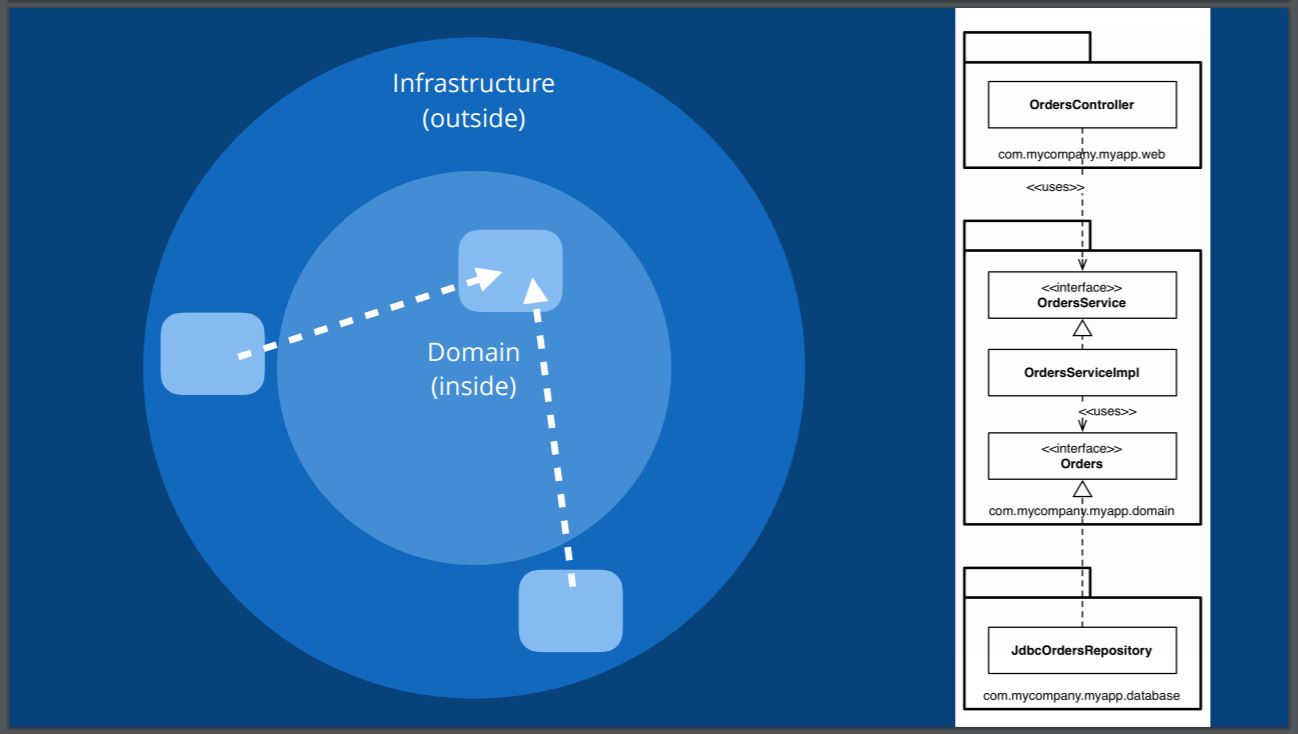 Infrastructure
(outside)
Domain
(inside)
OrdersController
com.mycompany.myapp.web
<<uses>>
<<interface>>
OrdersService
OrdersServiceImpl
<<uses>>
<<interface>>
Orders
com.mycompany.myapp.domain
JdbcOrdersRepository
com.mycompany.myapp.database